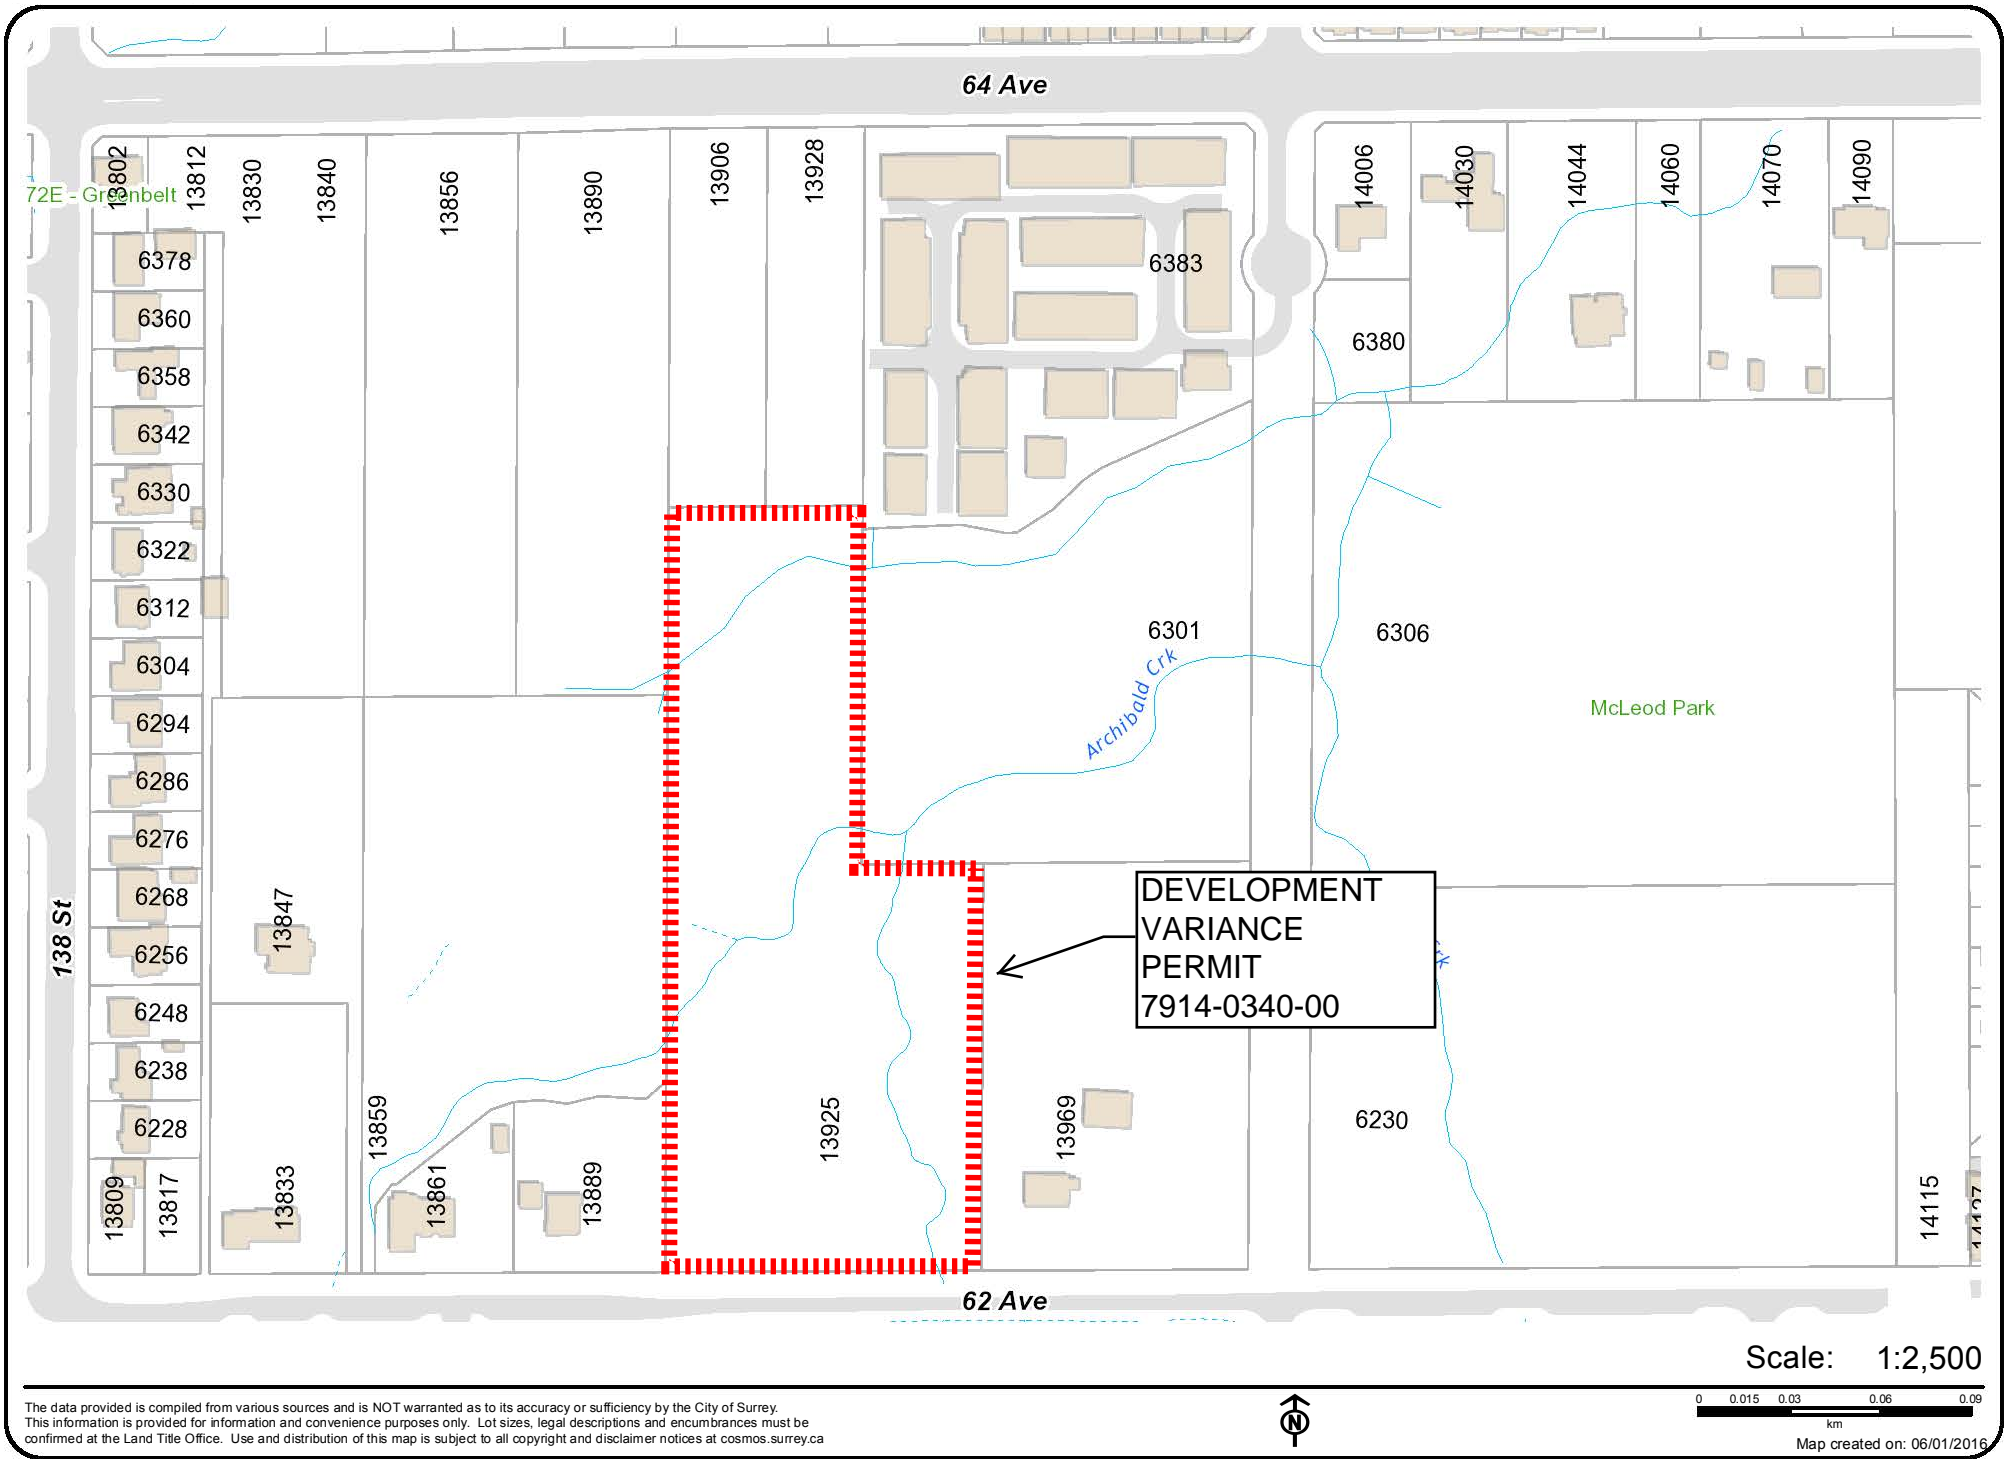 64 Ave
13802
13812
13830
13840
13856
13890
13906
13928
14006
14030
14044
14060
14070
14090
72E - Greenbelt
6378
6383
6360
6380
6358
6342
6330
6322
6312
6304
6301
6306
Archibald Crk
McLeod Park
6294
6286
6276
6268
13847
138 St
6256
6248
6238
6228
DEVELOPMENT
VARIANCE
PERMIT
7914-0340-00
rk
13859
13925
13969
6230
13809
13817
13833
13861
13889
14115
14127
62 Ave
Scale: 1:2,500
The data provided is compiled from various sources and is NOT warranted as to its accuracy or sufficiency by the City of Surrey.
This information is provided for information and convenience purposes only. Lot sizes, legal descriptions and encumbrances must be
confirmed at the Land Title Office. Use and distribution of this map is subject to all copyright and disclaimer notices at cosmos.surrey.ca
N
0 0.015 0.03 0.06 0.09
km
Map created on: 06/01/2016